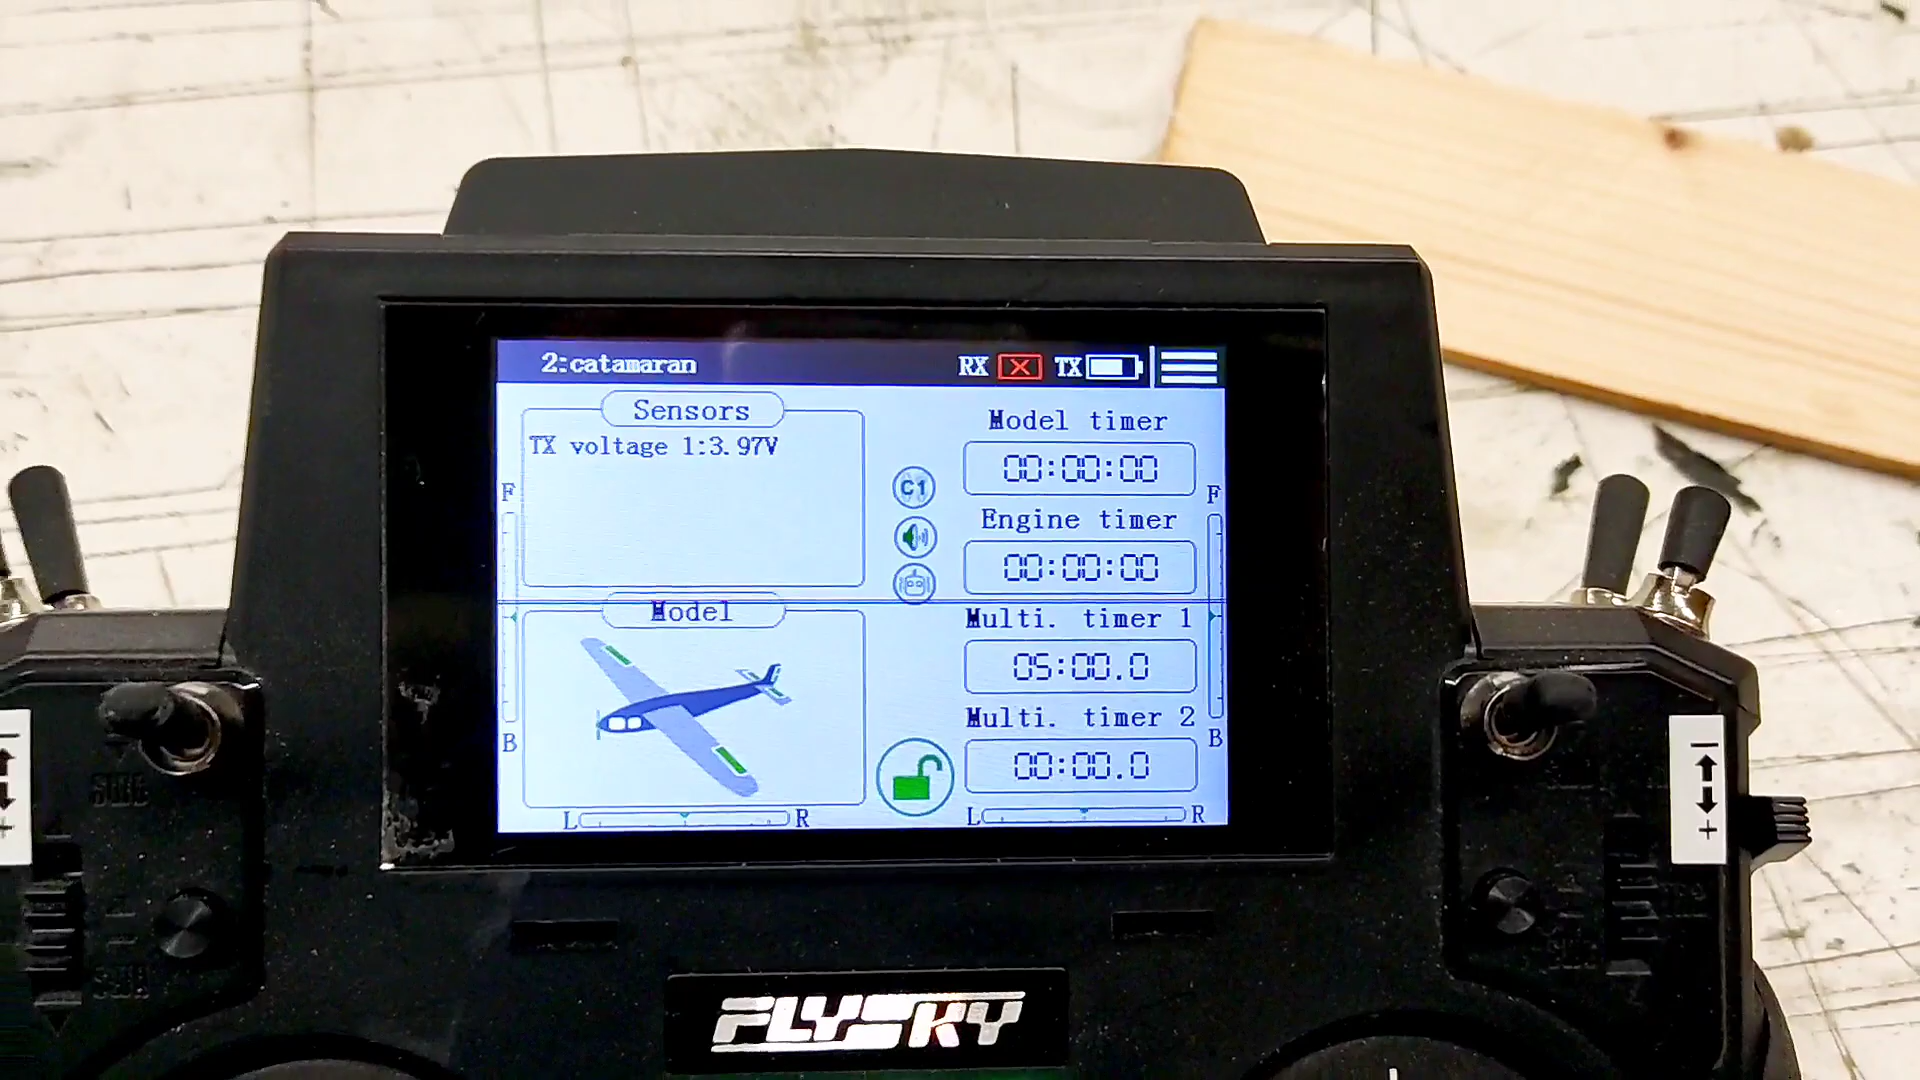 2:catamaran RX TX
Sensors
TX voltage 1:3.97V
Model timer
00:00:00
C1
Engine timer
00:00:00
F
F
Model
Multi. timer 1
05:00.0
Multi. timer 2
00:00.0
B
B
L R
L R
FLYSKY